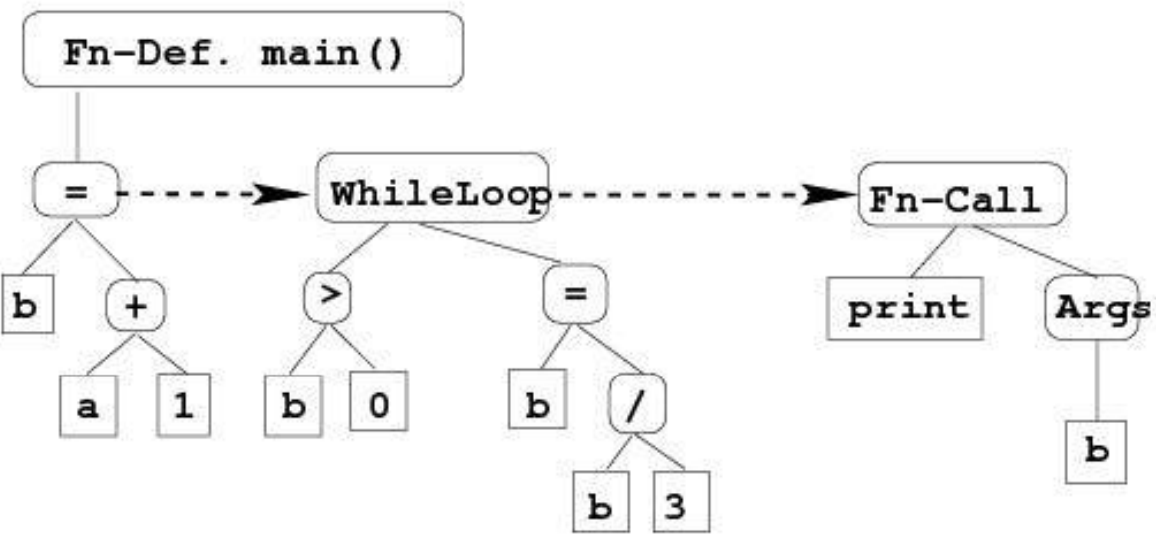 Fn-Def. main()
=
WhileLoop
Fn-Call
b
+
>
=
print
Args
a
1
b
0
b
/
b
b
3